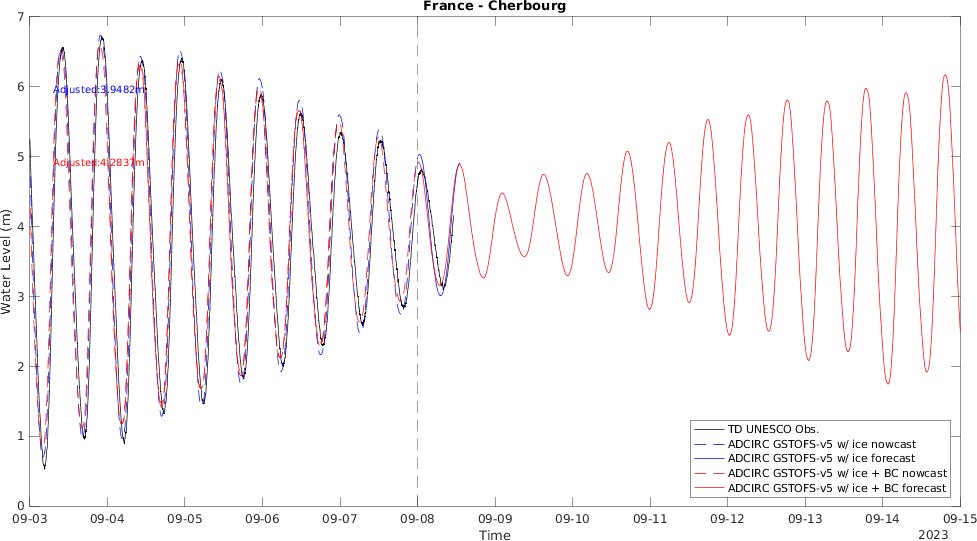 France - Cherbourg
7
6
5
4
3
2
1
0
Water Level (m)
Adjusted:3.9482m
Adjusted:4.2837m
TD UNESCO Obs.
ADCIRC GSTOFS-v5 w/ ice nowcast
ADCIRC GSTOFS-v5 w/ ice forecast
ADCIRC GSTOFS-v5 w/ ice + BC nowcast
ADCIRC GSTOFS-v5 w/ ice + BC forecast
09-03 09-04 09-05 09-06 09-07 09-08 09-09 09-10 09-11 09-12 09-13 09-14 09-15
Time
2023